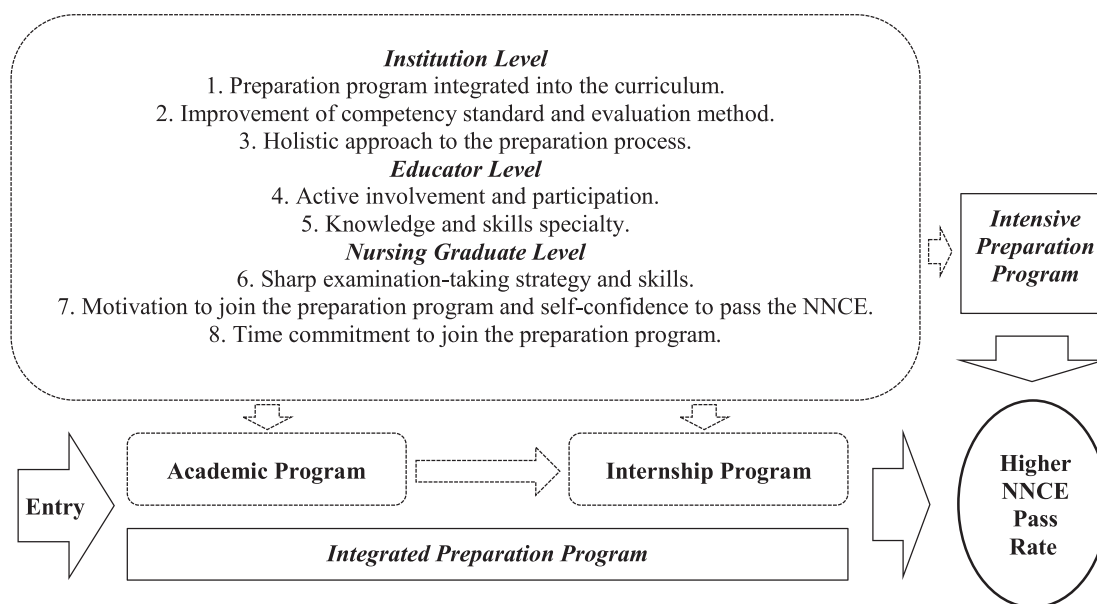 Institution Level
1. Preparation program integrated into the curriculum.
2. Improvement of competency standard and evaluation method.
3. Holistic approach to the preparation process.
Educator Level
4. Active involvement and participation.
5. Knowledge and skills specialty.
Nursing Graduate Level
6. Sharp examination-taking strategy and skills.
7. Motivation to join the preparation program and self-confidence to pass the NNCE.
8. Time commitment to join the preparation program.
Intensive
Preparation
Program
Entry
Academic Program
Internship Program
Integrated Preparation Program
Higher
NNCE
Pass
Rate